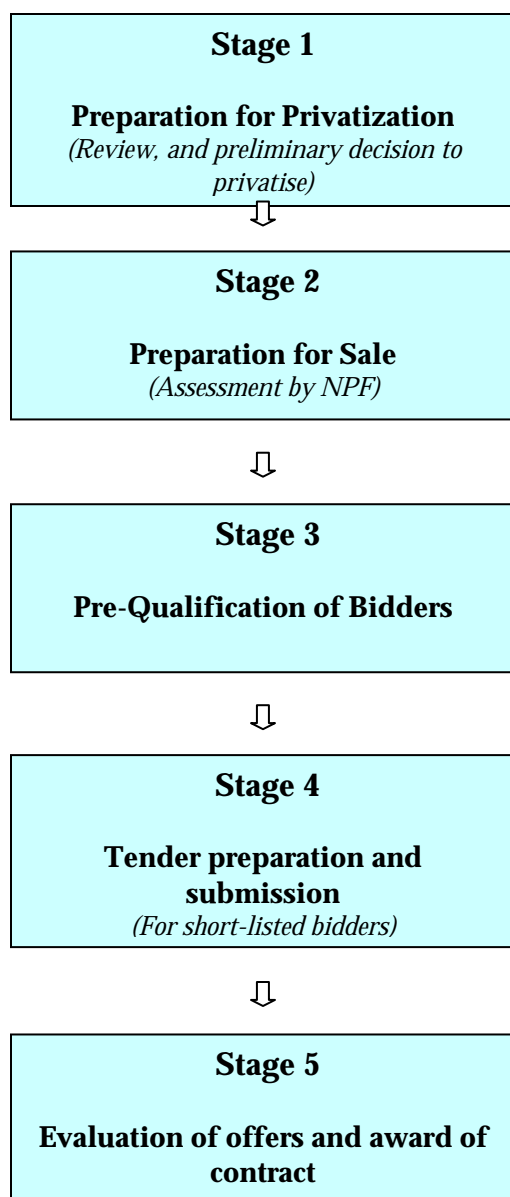 Stage 1
Preparation for Privatization
(Review, and preliminary decision to
privatise)
Stage 2
Preparation for Sale
(Assessment by NPF)
Stage 3
Pre-Qualification of Bidders
Stage 4
Tender preparation and
submission
(For short-listed bidders)
Stage 5
Evaluation of offers and award of
contract